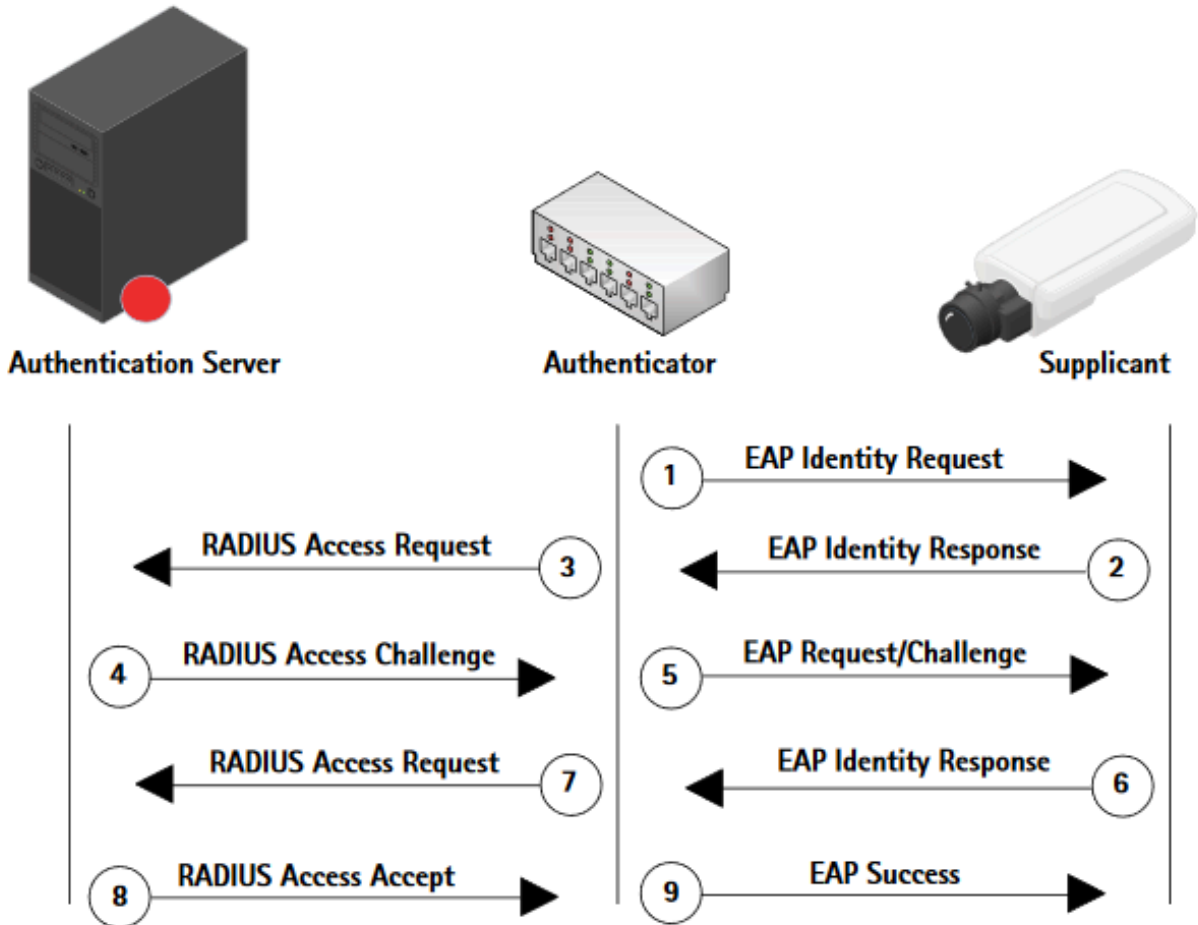 Authentication Server
Authenticator
Supplicant
1
EAP Identity Request
RADIUS Access Request
3
EAP Identity Response
2
4
RADIUS Access Challenge
5
EAP Request/Challenge
RADIUS Access Request
7
EAP Identity Response
6
8
RADIUS Access Accept
9
EAP Success